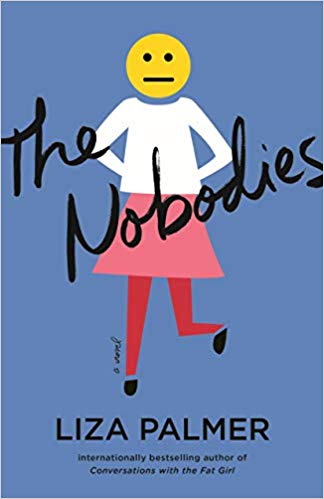 The
Nobodies
a novel
LIZA PALMER
internationally bestselling author of
Conversations with the Fat Girl